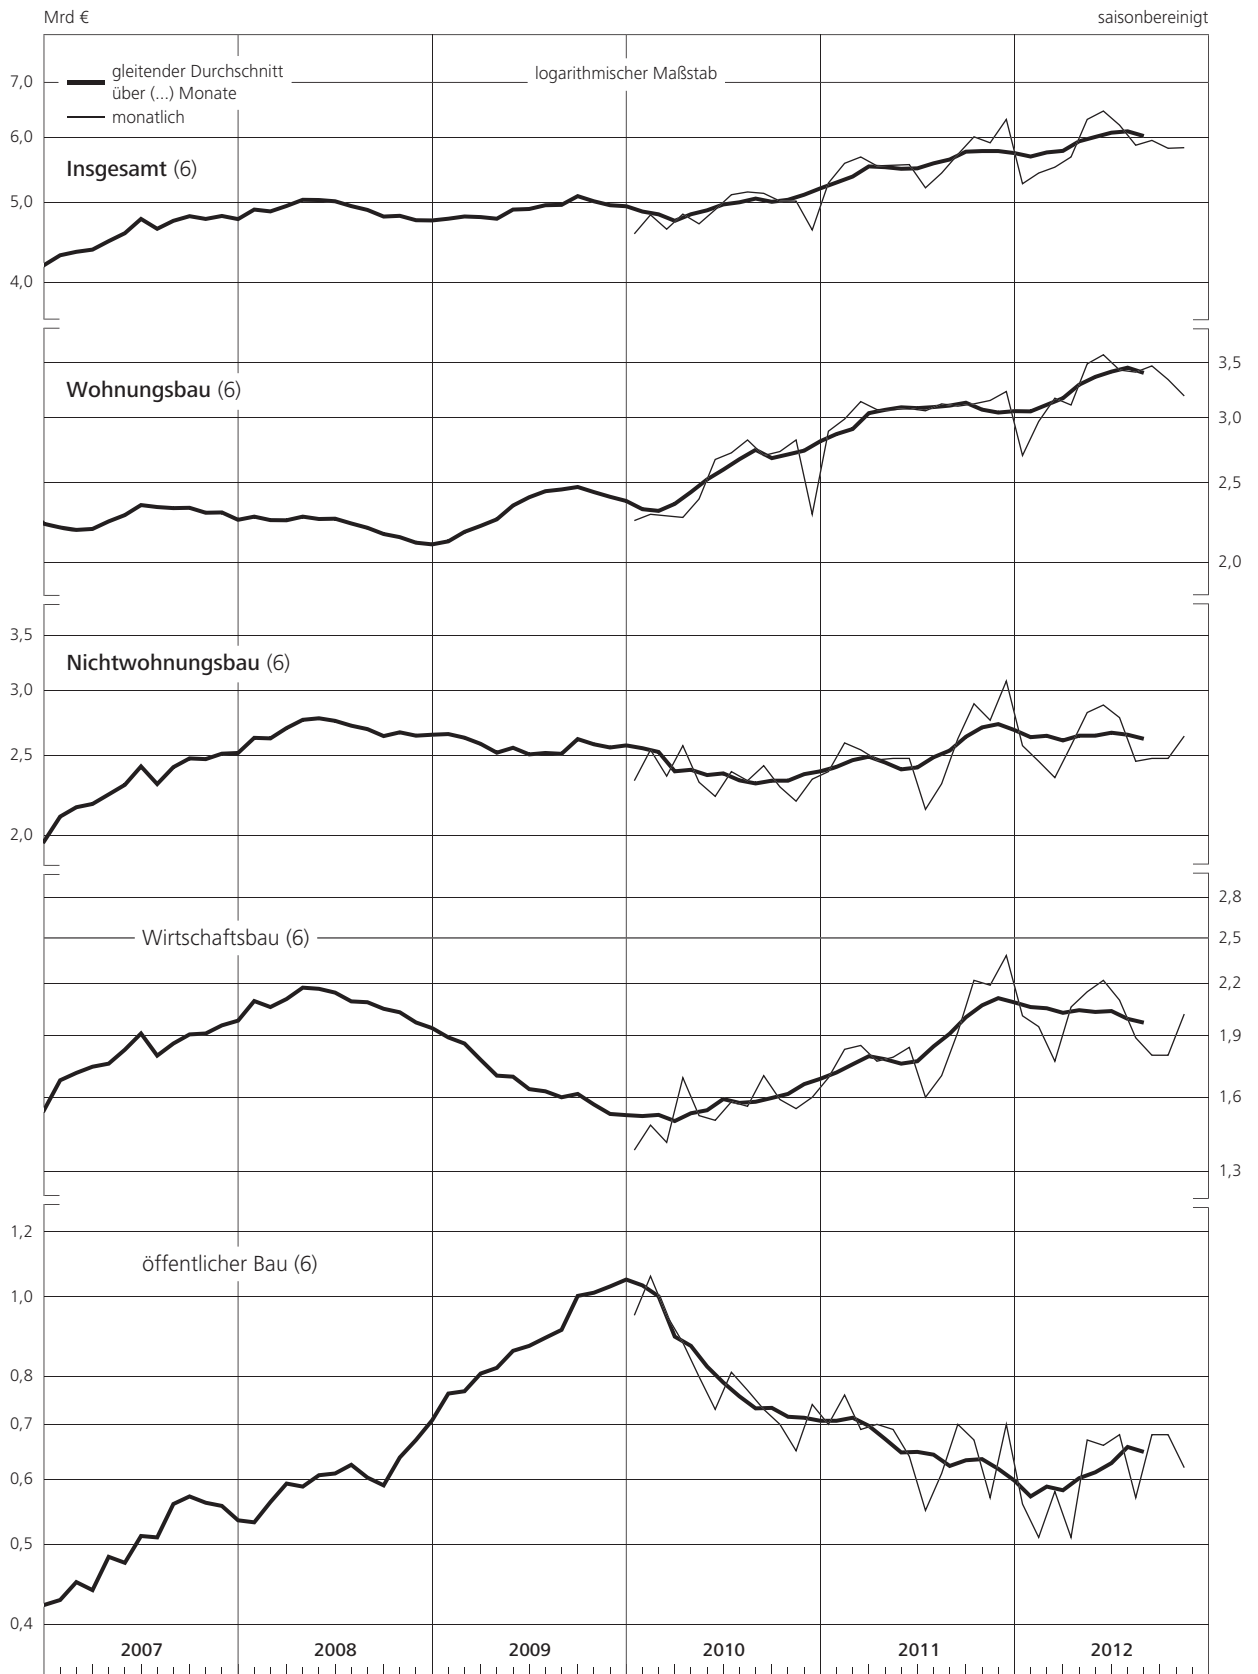 Mrd €
saisonbereinigt
gleitender Durchschnitt
über (...) Monate
monatlich
logarithmischer Maßstab
7,0
6,0
Insgesamt (6)
5,0
4,0
3,5
Wohnungsbau (6)
3,0
2,5
2,0
3,5
Nichtwohnungsbau (6)
3,0
2,5
2,0
2,8
Wirtschaftsbau (6)
2,5
2,2
1,9
1,6
1,3
1,2
öffentlicher Bau (6)
1,0
0,8
0,7
0,6
0,5
0,4
2007 2008 2009 2010 2011 2012